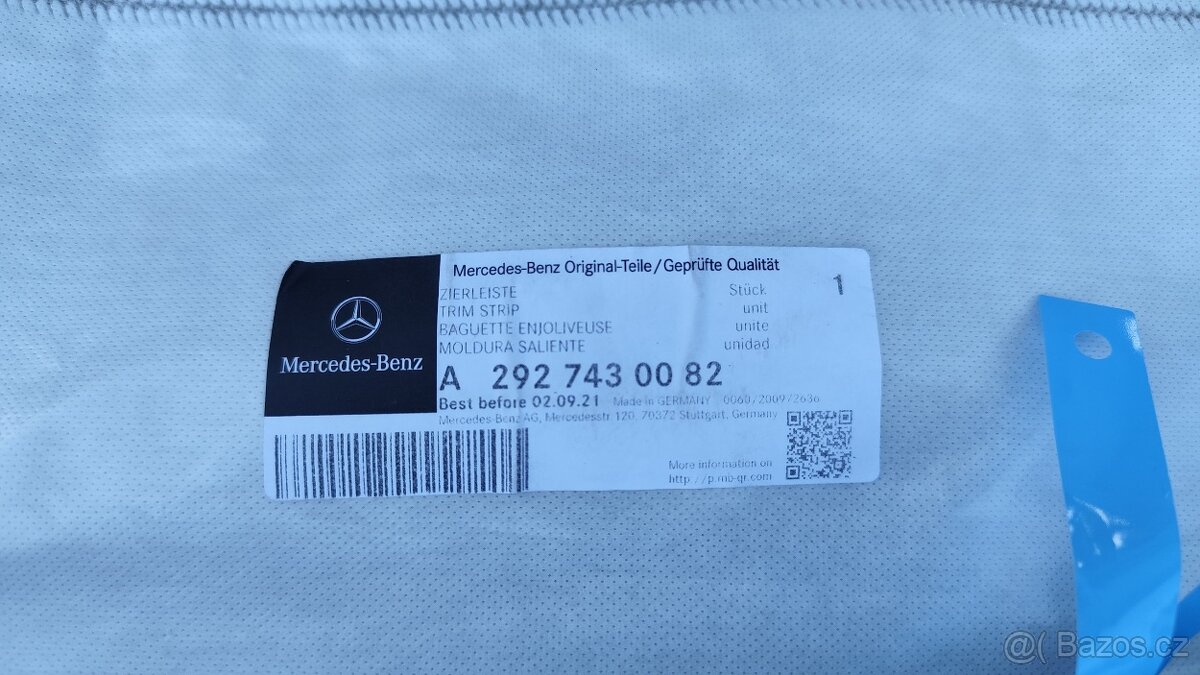 Mercedes-Benz Original-Teile/Geprüfte Qualität
ZIERLEISTE Stück 1
TRIM STRIP unit
BAGUETTE ENJOLIVEUSE unite
MOLDURA SALIENTE unidad
Mercedes-Benz
A 292 743 00 82
Best before 02.09.21 Made in GERMANY 0060/2009/2636
Mercedes-Benz AG, Mercedesstr. 120, 70372 Stuttgart, Germany
More information on
http://p.mb-qr.com
@( Bazos.cz